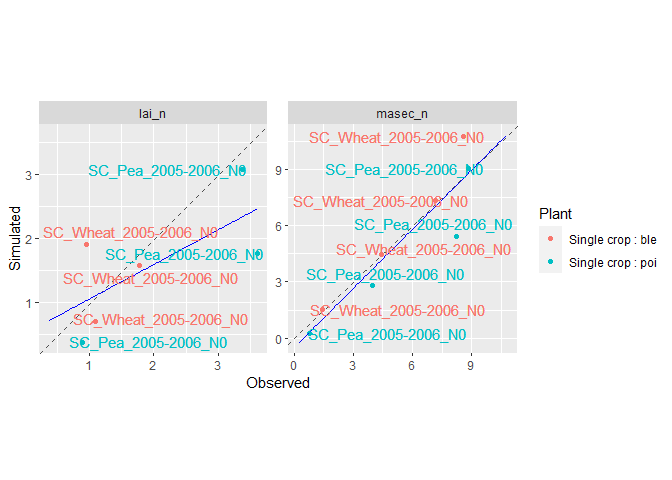 lai_n
masec_n
Simulated
3
2
1
SC_Pea_2005-2006_N0
SC_Wheat_2005-2006_N0
SC_Pea_2005-2006_N0
SC_Wheat_2005-2006_N0
SC_Wheat_2005-2006_N0
SC_Pea_2005-2006_N0
1
2
3
9
6
3
0
SC_Wheat_2005-2006_N0
SC_Pea_2005-2006_N0
SC_Wheat_2005-2006_N0
SC_Pea_2005-2006_N0
SC_Wheat_2005-2006_N0
SC_Pea_2005-2006_N0
SC_Wheat_2005-2006_N0
SC_Pea_2005-2006_N0
0
3
6
9
Observed
Plant
Single crop : ble
Single crop : poi